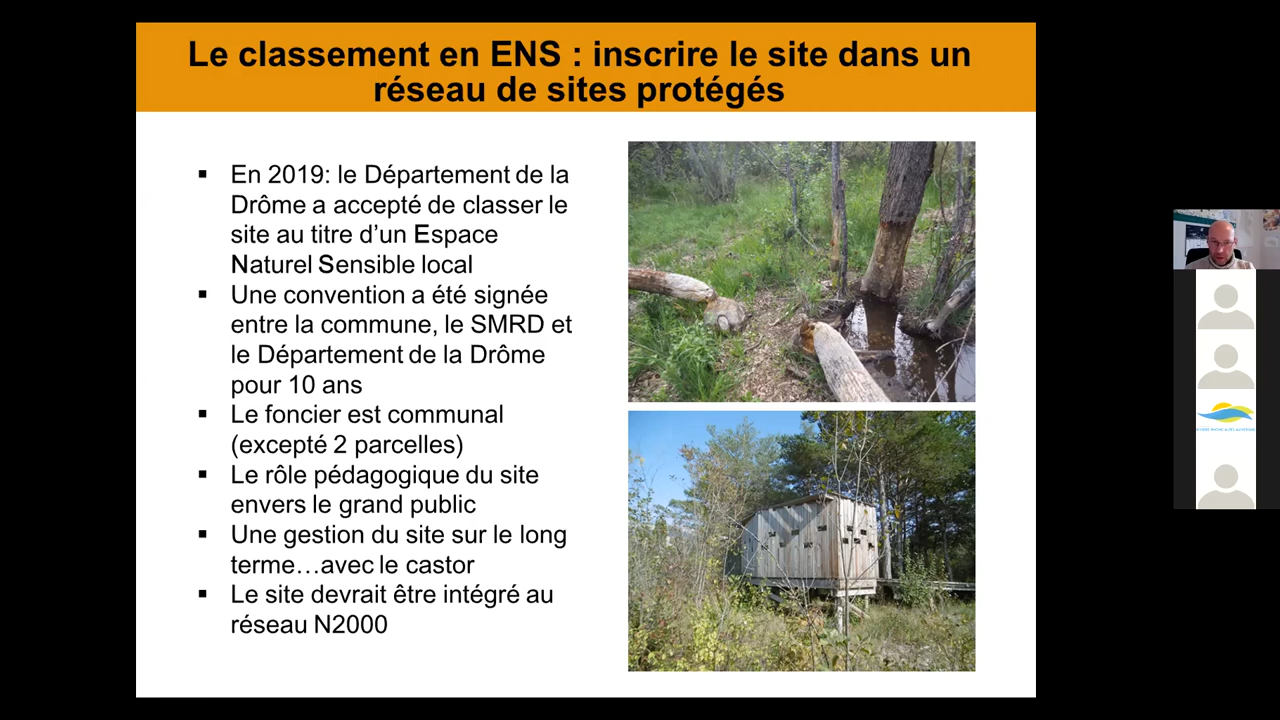 Le classement en ENS : inscrire le site dans un
réseau de sites protégés
▪ En 2019: le Département de la
Drôme a accepté de classer le
site au titre d’un Espace
Naturel Sensible local
▪ Une convention a été signée
entre la commune, le SMRD et
le Département de la Drôme
pour 10 ans
▪ Le foncier est communal
(excepté 2 parcelles)
▪ Le rôle pédagogique du site
envers le grand public
▪ Une gestion du site sur le long
terme…avec le castor
▪ Le site devrait être intégré au
réseau N2000